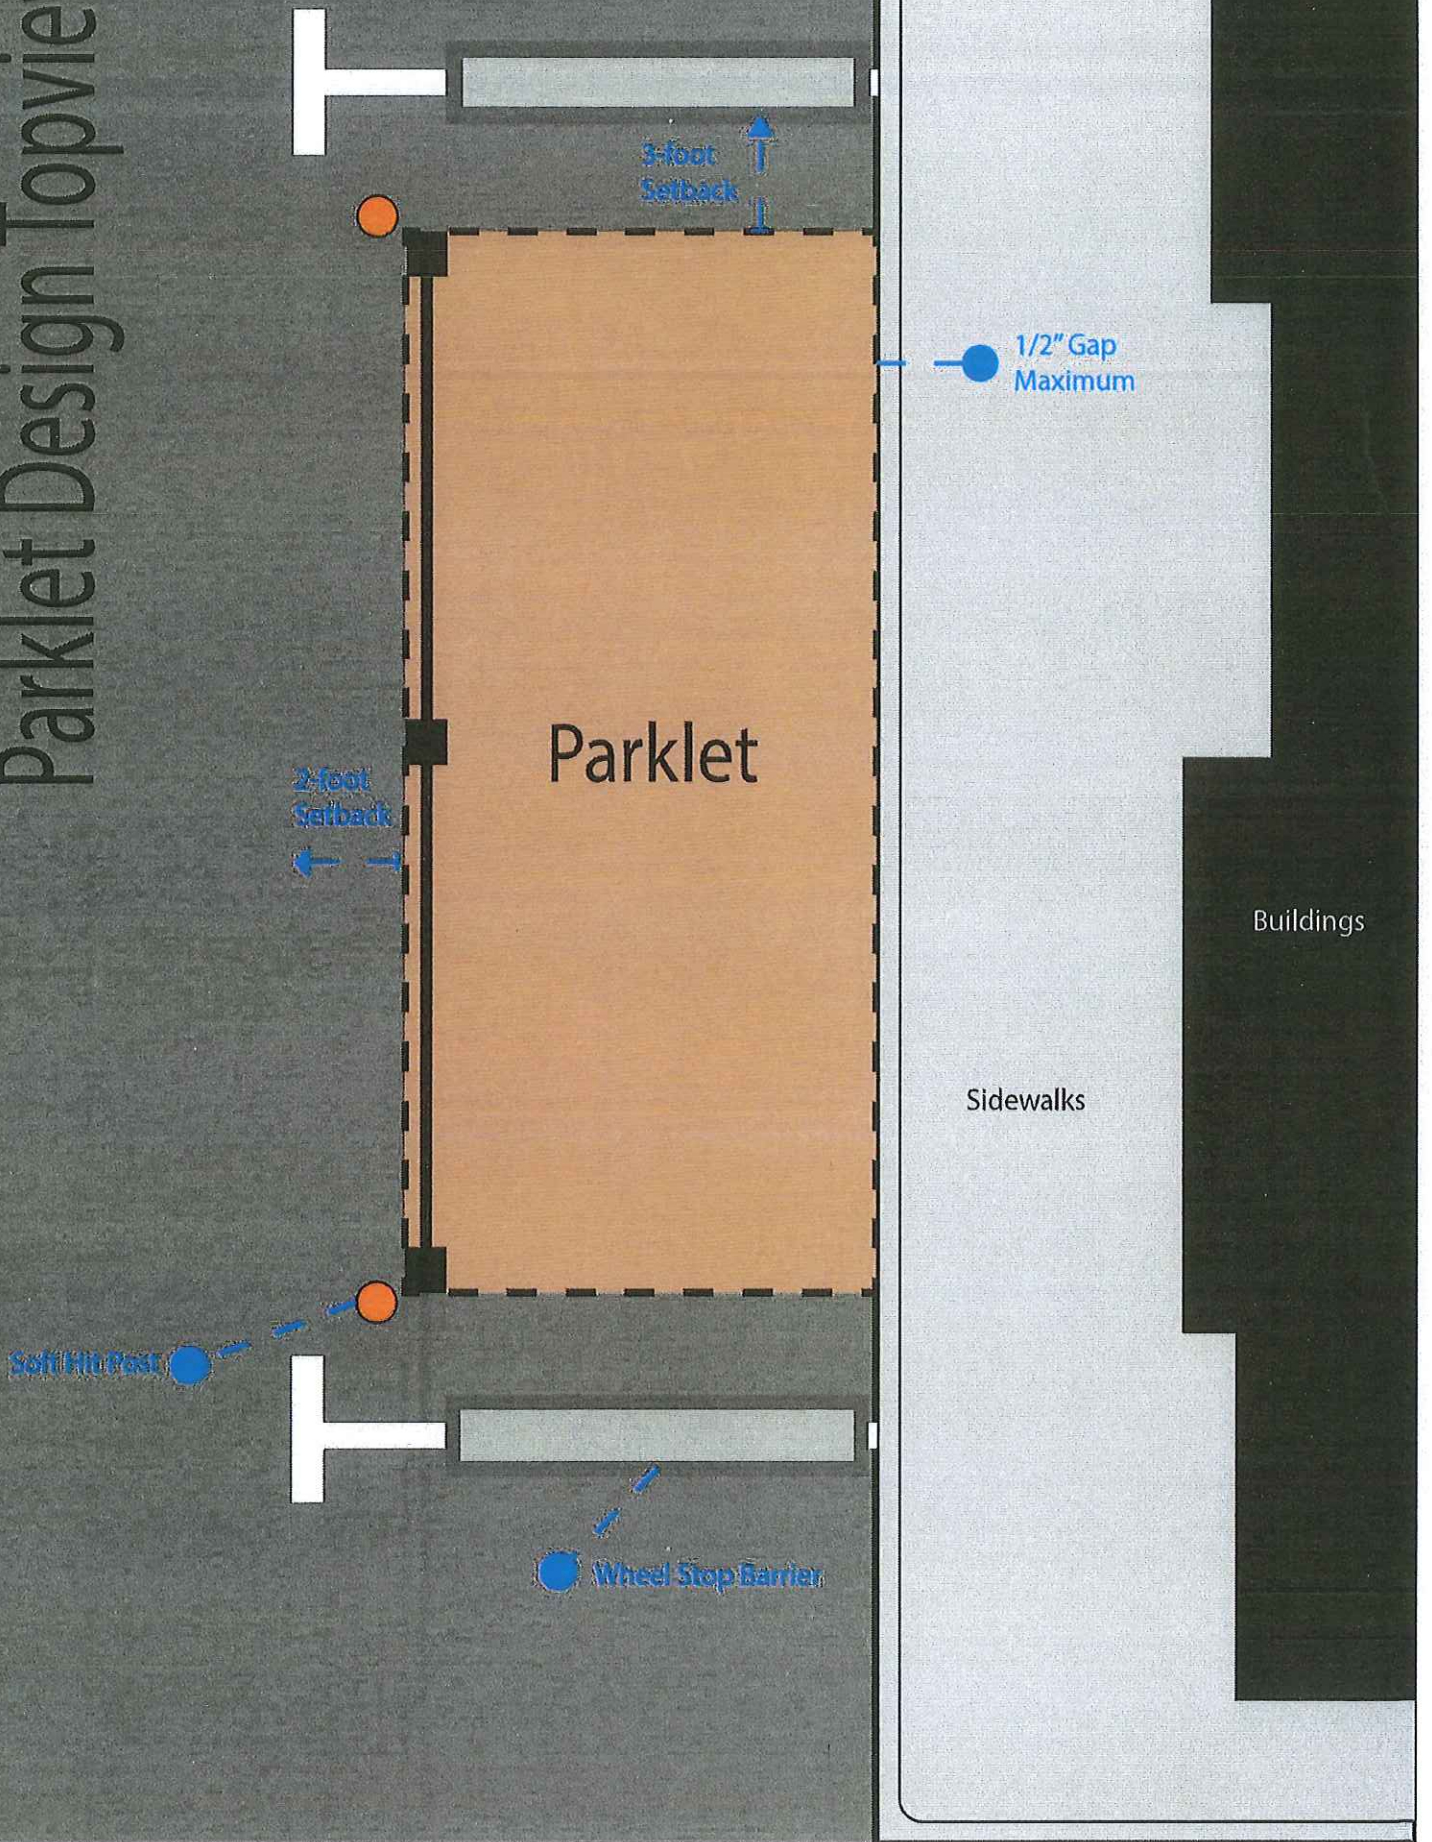 Parklet Design Topvie
3-foot
Setback
1/2" Gap
Maximum
Parklet
2-foot
Setback
Buildings
Sidewalks
Soft Hit Post
Wheel Stop Barrier